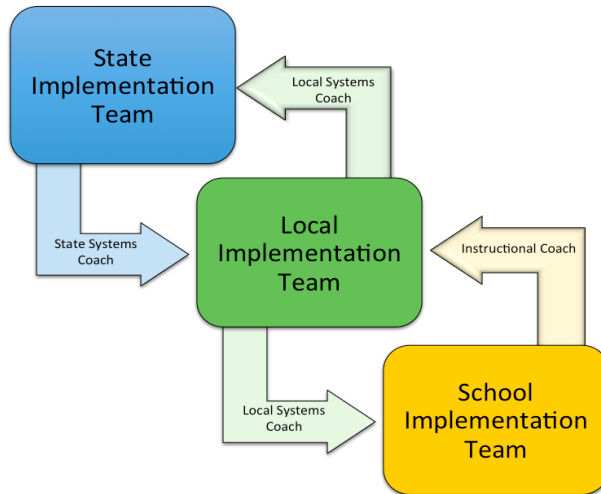 State
Implementation
Team
Local Systems
Coach
State Systems
Coach
Local
Implementation
Team
Instructional Coach
Local Systems
Coach
School
Implementation
Team